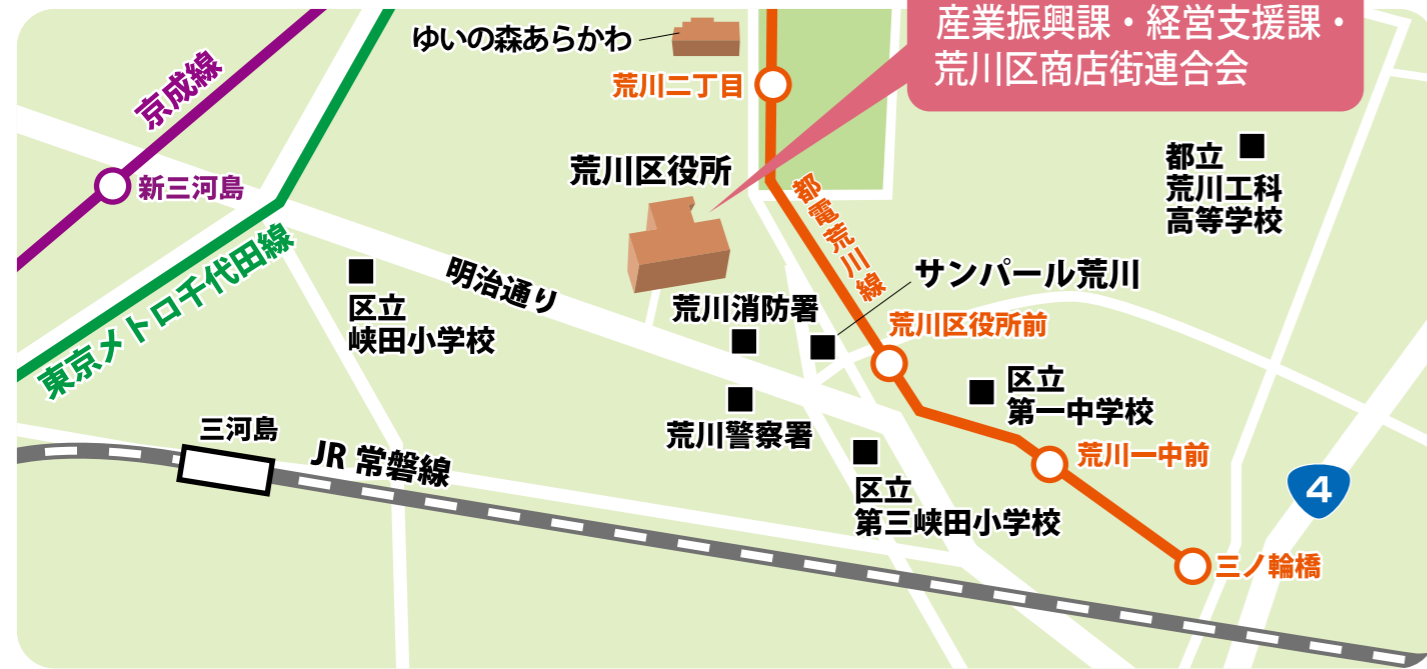 産業振興課・経営支援課・
荒川区商店街連合会
ゆいの森あらかわ
荒川二丁目
京成線
新三河島
荒川区役所
都立
荒川工科
高等学校
都電荒川線
東京メトロ千代田線
明治通り
サンパール荒川
区立
峡田小学校
荒川消防署
荒川区役所前
区立
第一中学校
荒川警察署
三河島
JR 常磐線
荒川一中前
区立
第三峡田小学校
4
三ノ輪橋